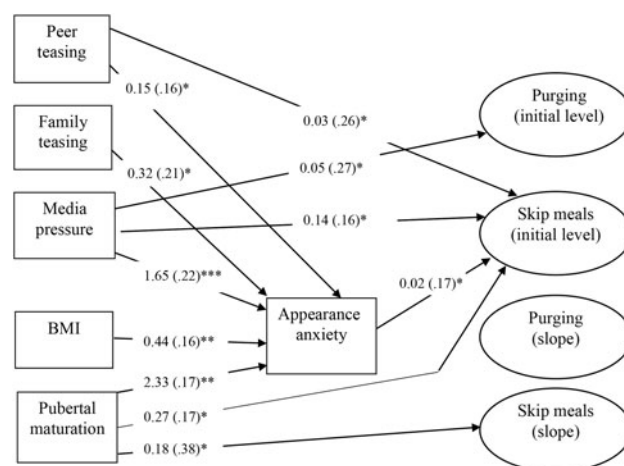 Peer
teasing
0.15 (.16)*
0.03 (.26)*
Purging
(initial level)
Family
teasing
0.32 (.21)*
0.05 (.27)*
Media
pressure
0.14 (.16)*
Skip meals
(initial level)
1.65 (.22)***
0.02 (.17)*
Appearance
anxiety
BMI
0.44 (.16)**
Purging
(slope)
2.33 (.17)**
Pubertal
maturation
0.27 (.17)*
0.18 (.38)*
Skip meals
(slope)